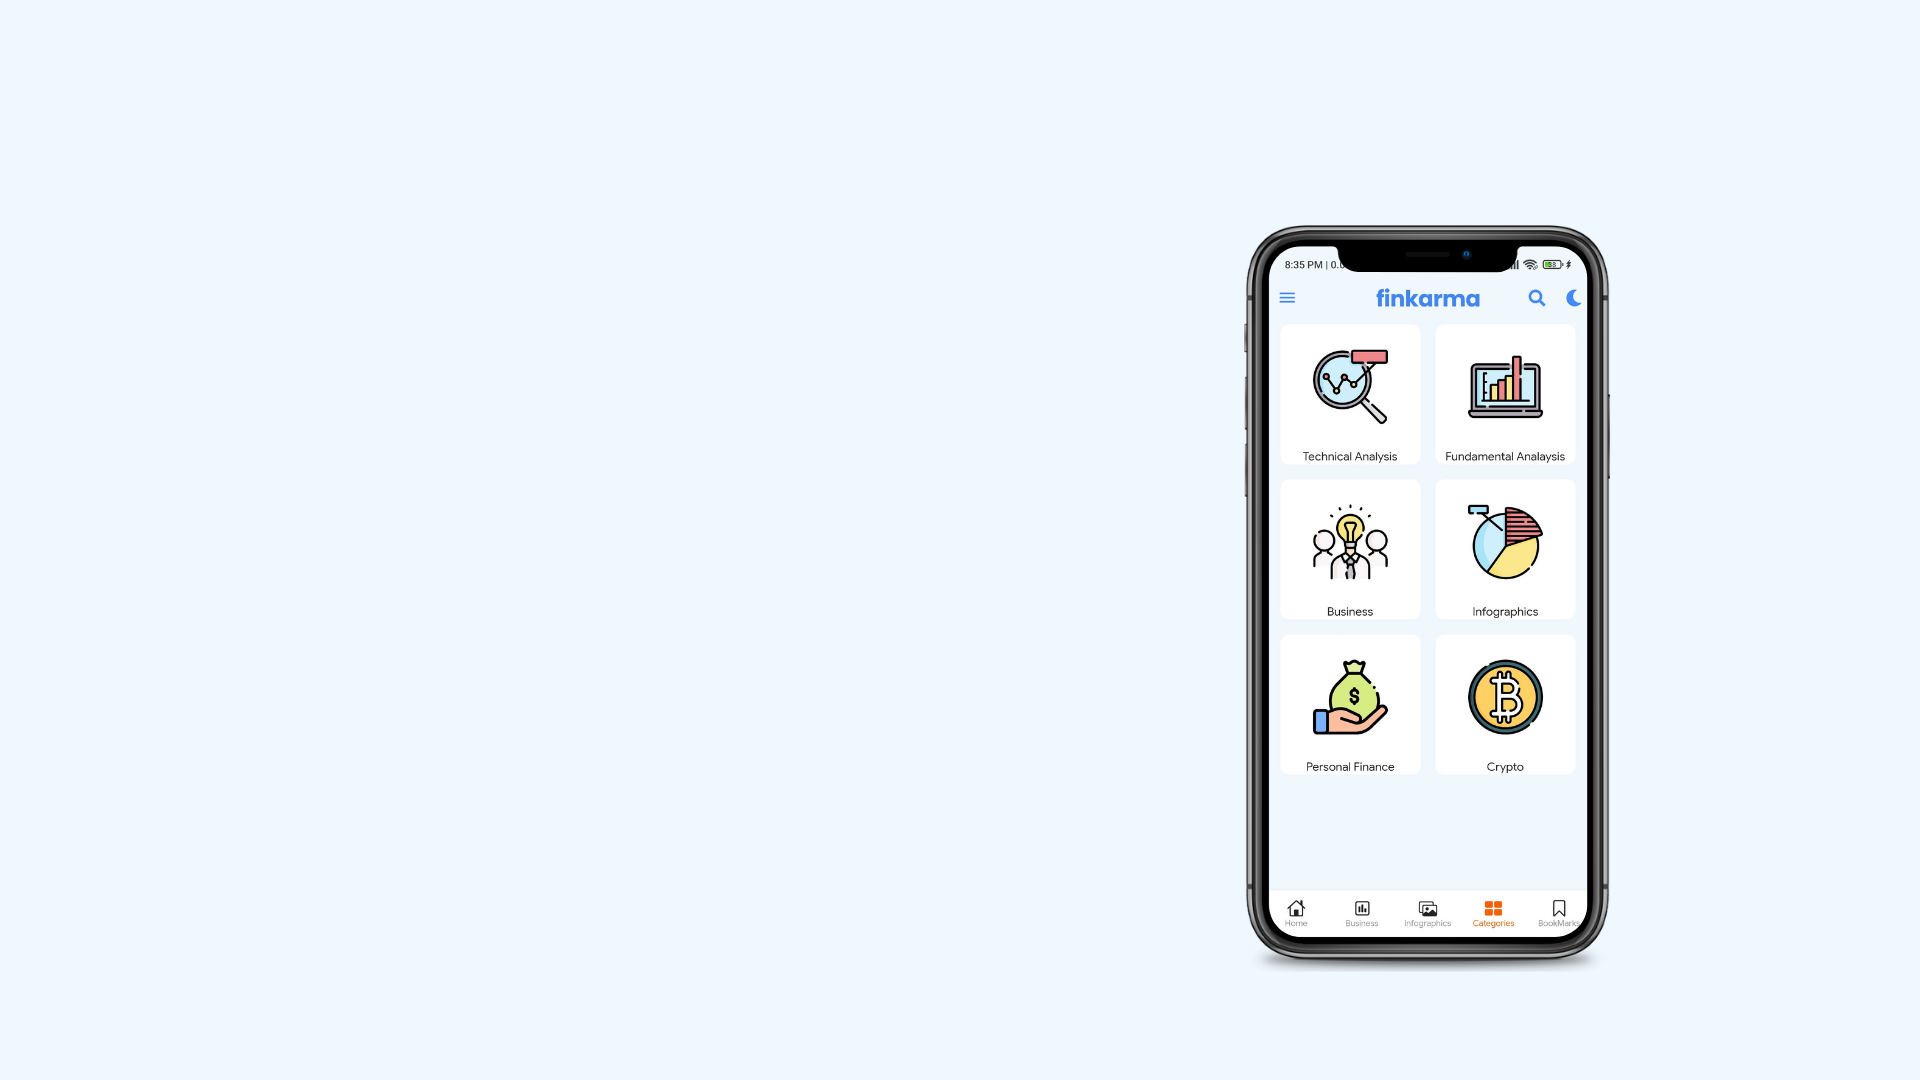 8:35 PM | 0.
finkarma
Technical Analysis
Fundamental Analaysis
Business
Infographics
Personal Finance
Crypto
Home
Business
Infographics
Categories
BookMarks